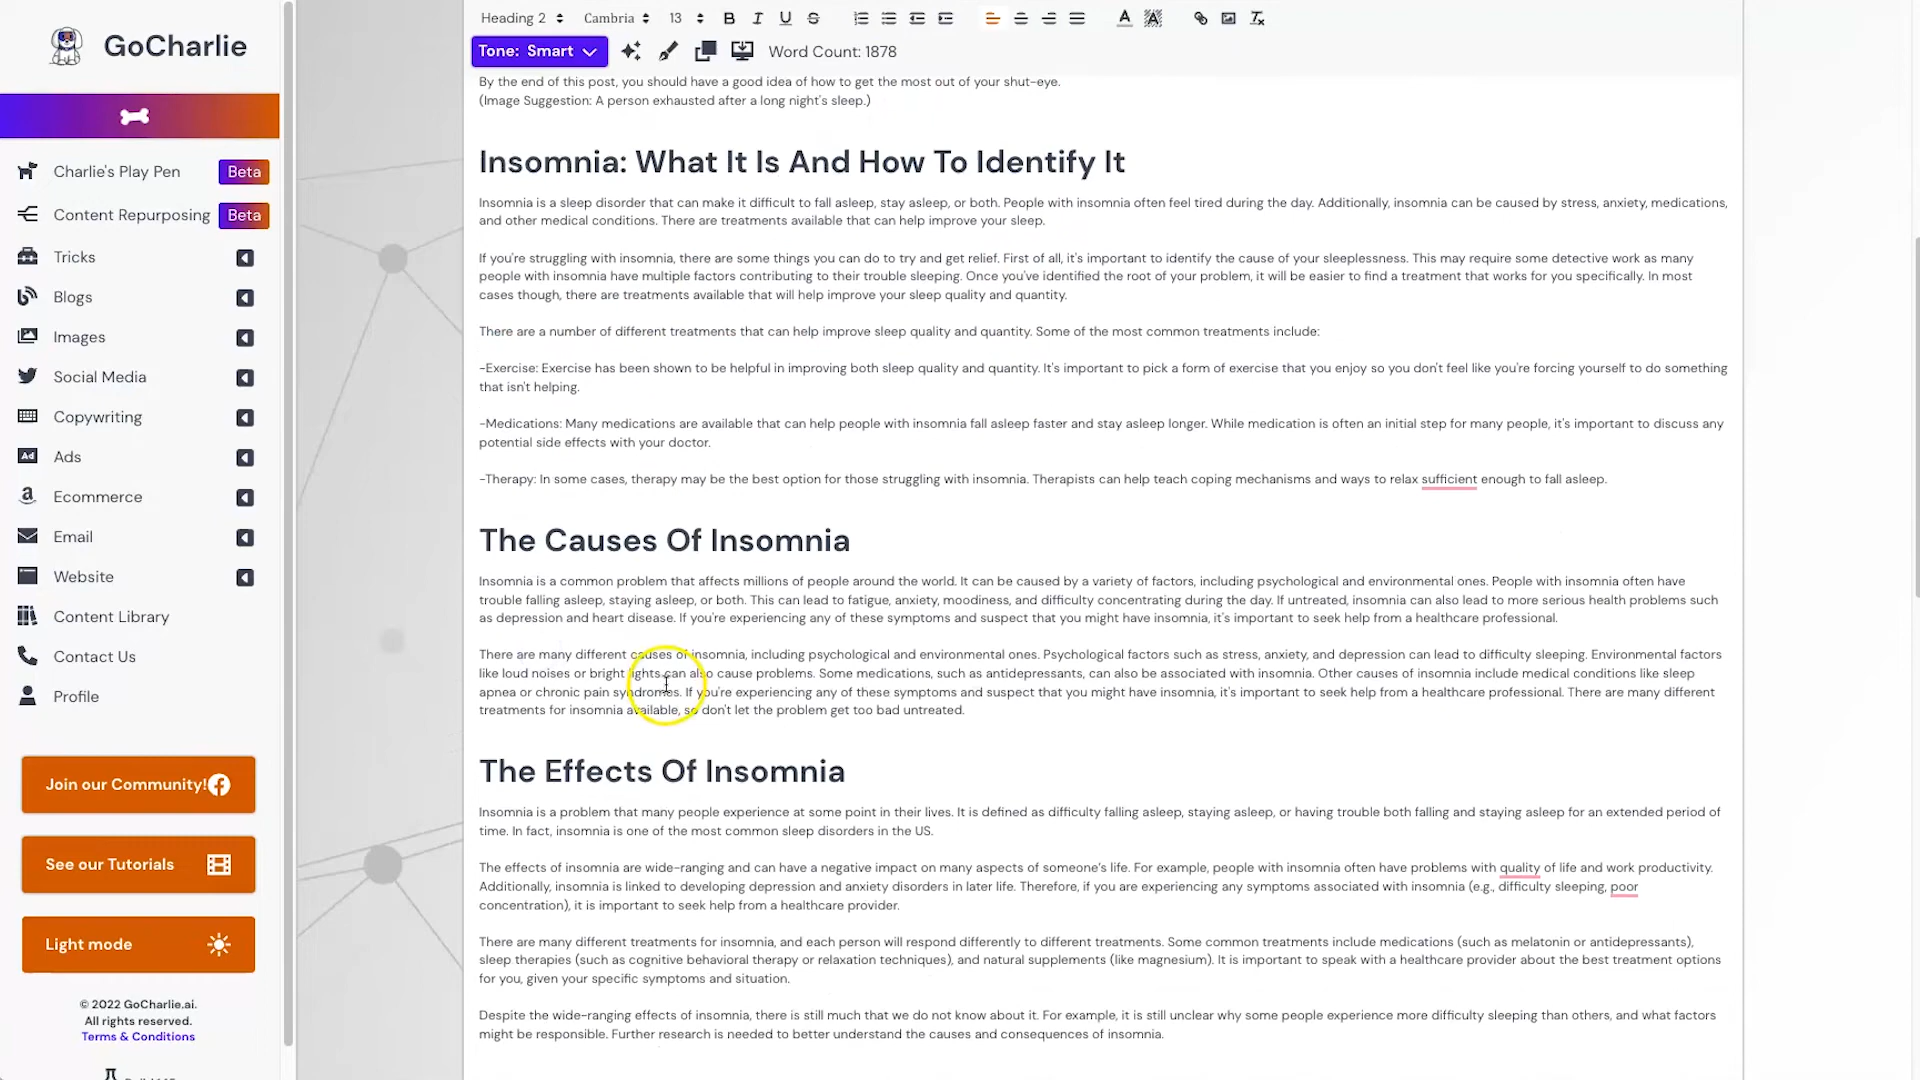 GoCharlie
Charlie's Play Pen Beta
Content Repurposing Beta
Tricks
Blogs
Images
Social Media
Copywriting
Ad Ads
Ecommerce
Email
Website
Content Library
Contact Us
Profile
Join our Community!
See our Tutorials
Light mode
© 2022 GoCharlie.ai.
All rights reserved.
Terms & Conditions
Heading 2 Cambria 13 B I U S
Tone: Smart Word Count: 1878
By the end of this post, you should have a good idea of how to get the most out of your shut-eye.
(Image Suggestion: A person exhausted after a long night's sleep.)
Insomnia: What It Is And How To Identify It
Insomnia is a sleep disorder that can make it difficult to fall asleep, stay asleep, or both. People with insomnia often feel tired during the day. Additionally, insomnia can be caused by stress, anxiety, medications,
and other medical conditions. There are treatments available that can help improve your sleep.
If you're struggling with insomnia, there are some things you can do to try and get relief. First of all, it's important to identify the cause of your sleeplessness. This may require some detective work as many
people with insomnia have multiple factors contributing to their trouble sleeping. Once you've identified the root of your problem, it will be easier to find a treatment that works for you specifically. In most
cases though, there are treatments available that will help improve your sleep quality and quantity.
There are a number of different treatments that can help improve sleep quality and quantity. Some of the most common treatments include:
-Exercise: Exercise has been shown to be helpful in improving both sleep quality and quantity. It's important to pick a form of exercise that you enjoy so you don't feel like you're forcing yourself to do something
that isn't helping.
-Medications: Many medications are available that can help people with insomnia fall asleep faster and stay asleep longer. While medication is often an initial step for many people, it's important to discuss any
potential side effects with your doctor.
-Therapy: In some cases, therapy may be the best option for those struggling with insomnia. Therapists can help teach coping mechanisms and ways to relax sufficient enough to fall asleep.
The Causes Of Insomnia
Insomnia is a common problem that affects millions of people around the world. It can be caused by a variety of factors, including psychological and environmental ones. People with insomnia often have
trouble falling asleep, staying asleep, or both. This can lead to fatigue, anxiety, moodiness, and difficulty concentrating during the day. If untreated, insomnia can also lead to more serious health problems such
as depression and heart disease. If you're experiencing any of these symptoms and suspect that you might have insomnia, it's important to seek help from a healthcare professional.
There are many different causes of insomnia, including psychological and environmental ones. Psychological factors such as stress, anxiety, and depression can lead to difficulty sleeping. Environmental factors
like loud noises or bright lights can also cause problems. Some medications, such as antidepressants, can also be associated with insomnia. Other causes of insomnia include medical conditions like sleep
apnea or chronic pain syndromes. If you're experiencing any of these symptoms and suspect that you might have insomnia, it's important to seek help from a healthcare professional. There are many different
treatments for insomnia available, so don't let the problem get too bad untreated.
The Effects Of Insomnia
Insomnia is a problem that many people experience at some point in their lives. It is defined as difficulty falling asleep, staying asleep, or having trouble both falling and staying asleep for an extended period of
time. In fact, insomnia is one of the most common sleep disorders in the US.
The effects of insomnia are wide-ranging and can have a negative impact on many aspects of someone's life. For example, people with insomnia often have problems with quality of life and work productivity.
Additionally, insomnia is linked to developing depression and anxiety disorders in later life. Therefore, if you are experiencing any symptoms associated with insomnia (e.g., difficulty sleeping, poor
concentration), it is important to seek help from a healthcare provider.
There are many different treatments for insomnia, and each person will respond differently to different treatments. Some common treatments include medications (such as melatonin or antidepressants),
sleep therapies (such as cognitive behavioral therapy or relaxation techniques), and natural supplements (like magnesium). It is important to speak with a healthcare provider about the best treatment options
for you, given your specific symptoms and situation.
Despite the wide-ranging effects of insomnia, there is still much that we do not know about it. For example, it is still unclear why some people experience more difficulty sleeping than others, and what factors
might be responsible. Further research is needed to better understand the causes and consequences of insomnia.